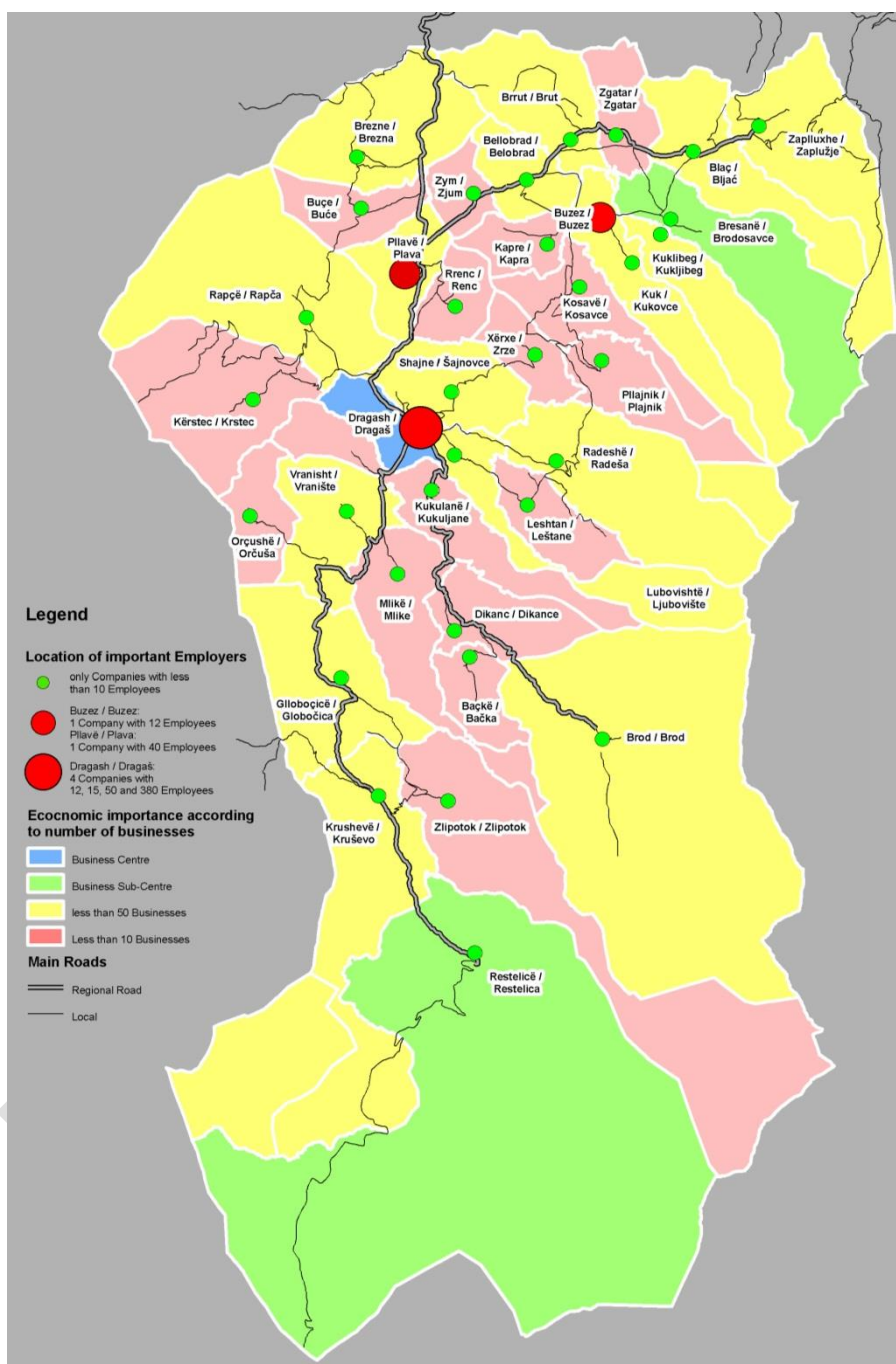 Zgatar /
Zgatar
Brrut / Brut
Brezne /
Brezna
Bellobrad /
Belobrad
Zaplluxhe /
Zaplužje
Blaç /
Bljać
Zym /
Zjum
Buçe /
Buće
Buzez /
Buzez
Bresanë /
Brodosavce
Pllavë /
Plava
Kapre /
Kapra
Kuklibeg /
Kukljibeg
Rrenc /
Renc
Rapçë / Rapča
Kosavë /
Kosavce
Kuk /
Kukovce
Xërxe /
Zrze
Shajne / Šajnovce
Pllajnik /
Plajnik
Kërstec / Krstec
Dragash /
Dragaš
Radeshë /
Radeša
Vranisht /
Vranište
Kukulanë /
Kukuljane
Leshtan /
Leštane
Orçushë /
Orčuša
Lubovishtë /
Ljubovište
Mlikë /
Mlike
Dikanc / Dikance
Baçkë /
Bačka
Glloboçicë /
Globočica
Brod / Brod
Krushevë /
Kruševo
Zlipotok / Zlipotok
Restelicë /
Restelica
Legend
Location of important Employers
only Companies with less
than 10 Employees
Buzez / Buzez:
1 Company with 12 Employees
Pllavë / Plava:
1 Company with 40 Employees
Dragash / Dragaš:
4 Companies with
12, 15, 50 and 380 Employees
Ecocnomic importance according
to number of businesses
Business Centre
Business Sub-Centre
less than 50 Businesses
Less than 10 Businesses
Main Roads
Regional Road
Local